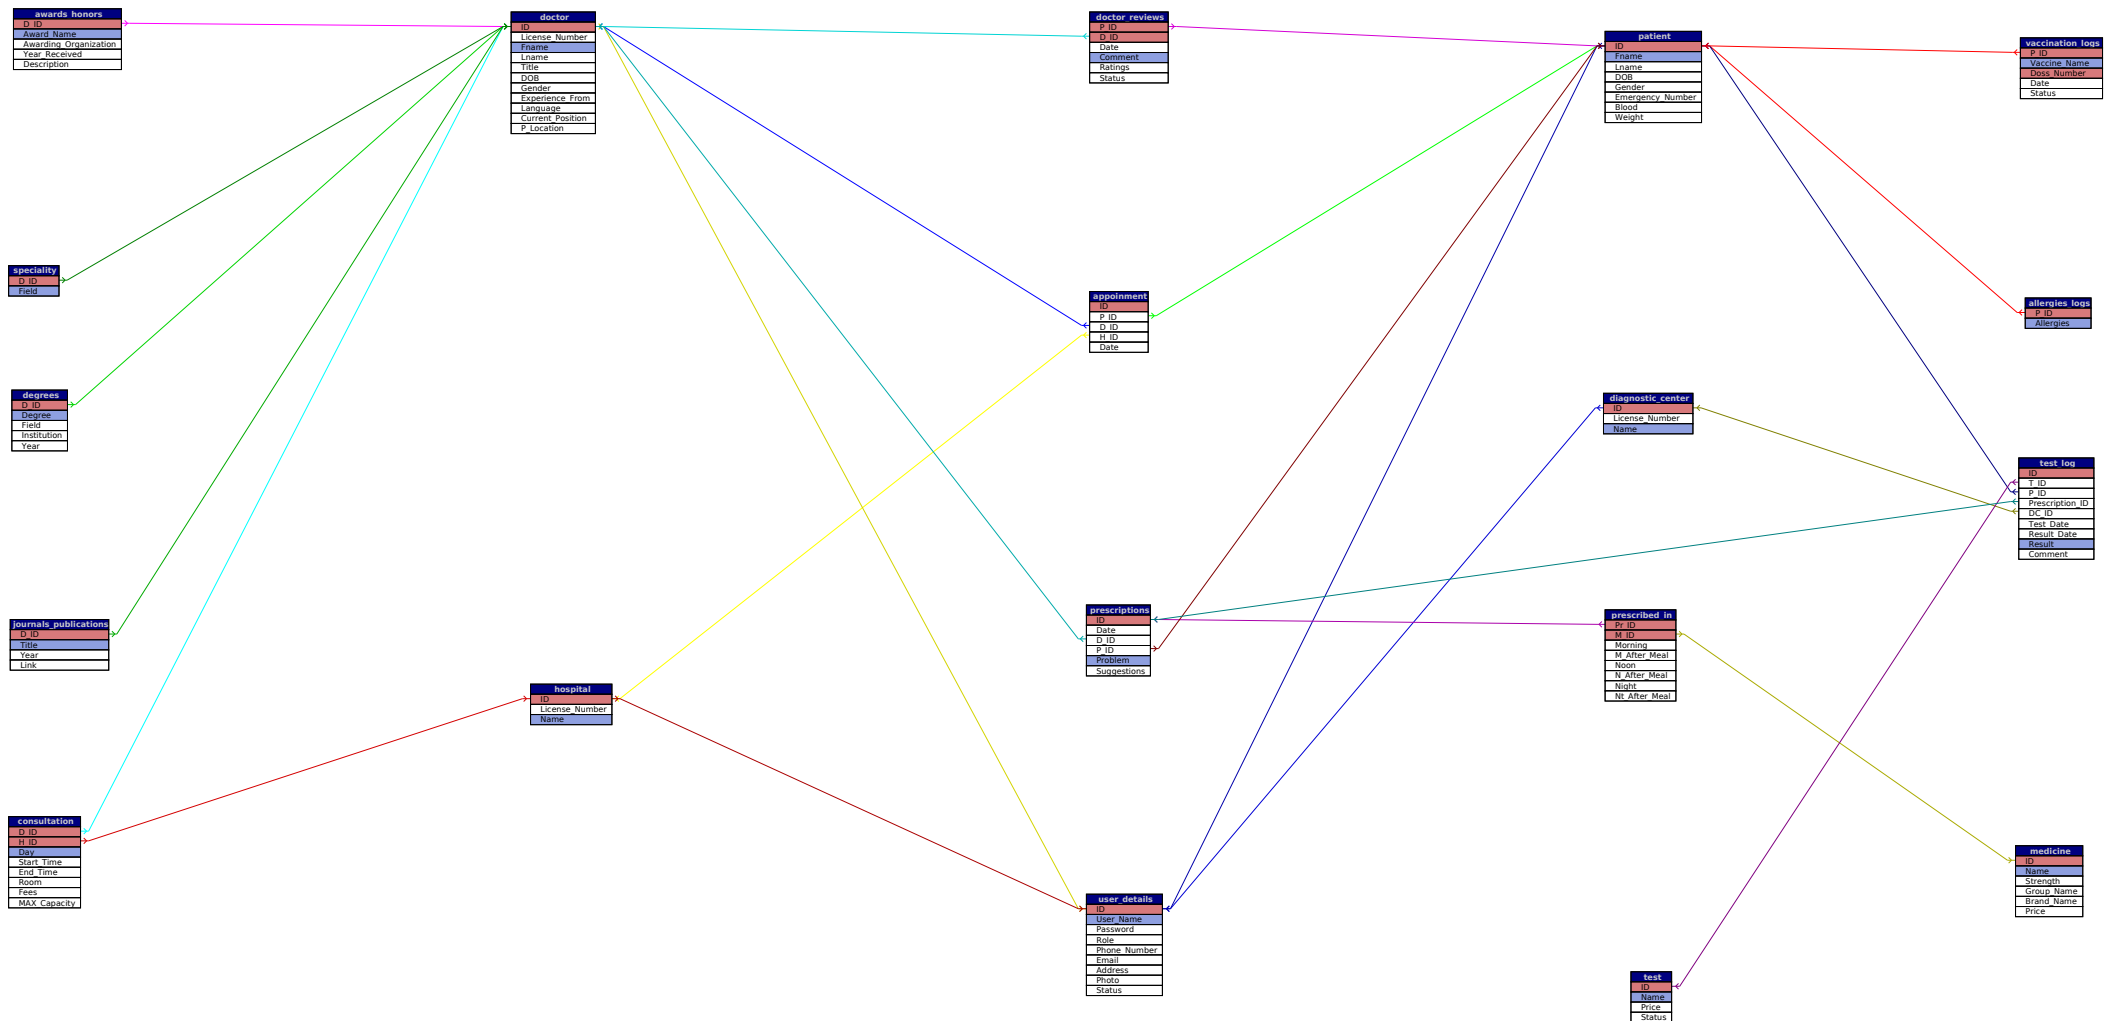 awards_honors
D_ID
Award_Name
Awarding_Organization
Year_Received
Description
doctor
ID
License_Number
Fname
Lname
Title
DOB
Gender
Experience_From
Language
Current_Position
P_Location
doctor_reviews
P_ID
D_ID
Date
Comment
Ratings
Status
patient
ID
Fname
Lname
DOB
Gender
Emergency_Number
Blood
Weight
vaccination_logs
P_ID
Vaccine_Name
Doss_Number
Date
Status
speciality
D_ID
Field
appoinment
ID
P_ID
D_ID
H_ID
Date
allergies_logs
P_ID
Allergies
degrees
D_ID
Degree
Field
Institution
Year
diagnostic_center
ID
License_Number
Name
test_log
ID
T_ID
P_ID
Prescription_ID
DC_ID
Test_Date
Result_Date
Result
Comment
journals_publications
D_ID
Title
Year
Link
prescriptions
ID
Date
D_ID
P_ID
Problem
Suggestions
prescribed_in
Pr_ID
M_ID
Morning
M_After_Meal
Noon
N_After_Meal
Night
Nt_After_Meal
hospital
ID
License_Number
Name
consultation
D_ID
H_ID
Day
Start_Time
End_Time
Room
Fees
MAX_Capacity
user_details
ID
User_Name
Password
Role
Phone_Number
Email
Address
Photo
Status
medicine
ID
Name
Strength
Group_Name
Brand_Name
Price
test
ID
Name
Price
Status